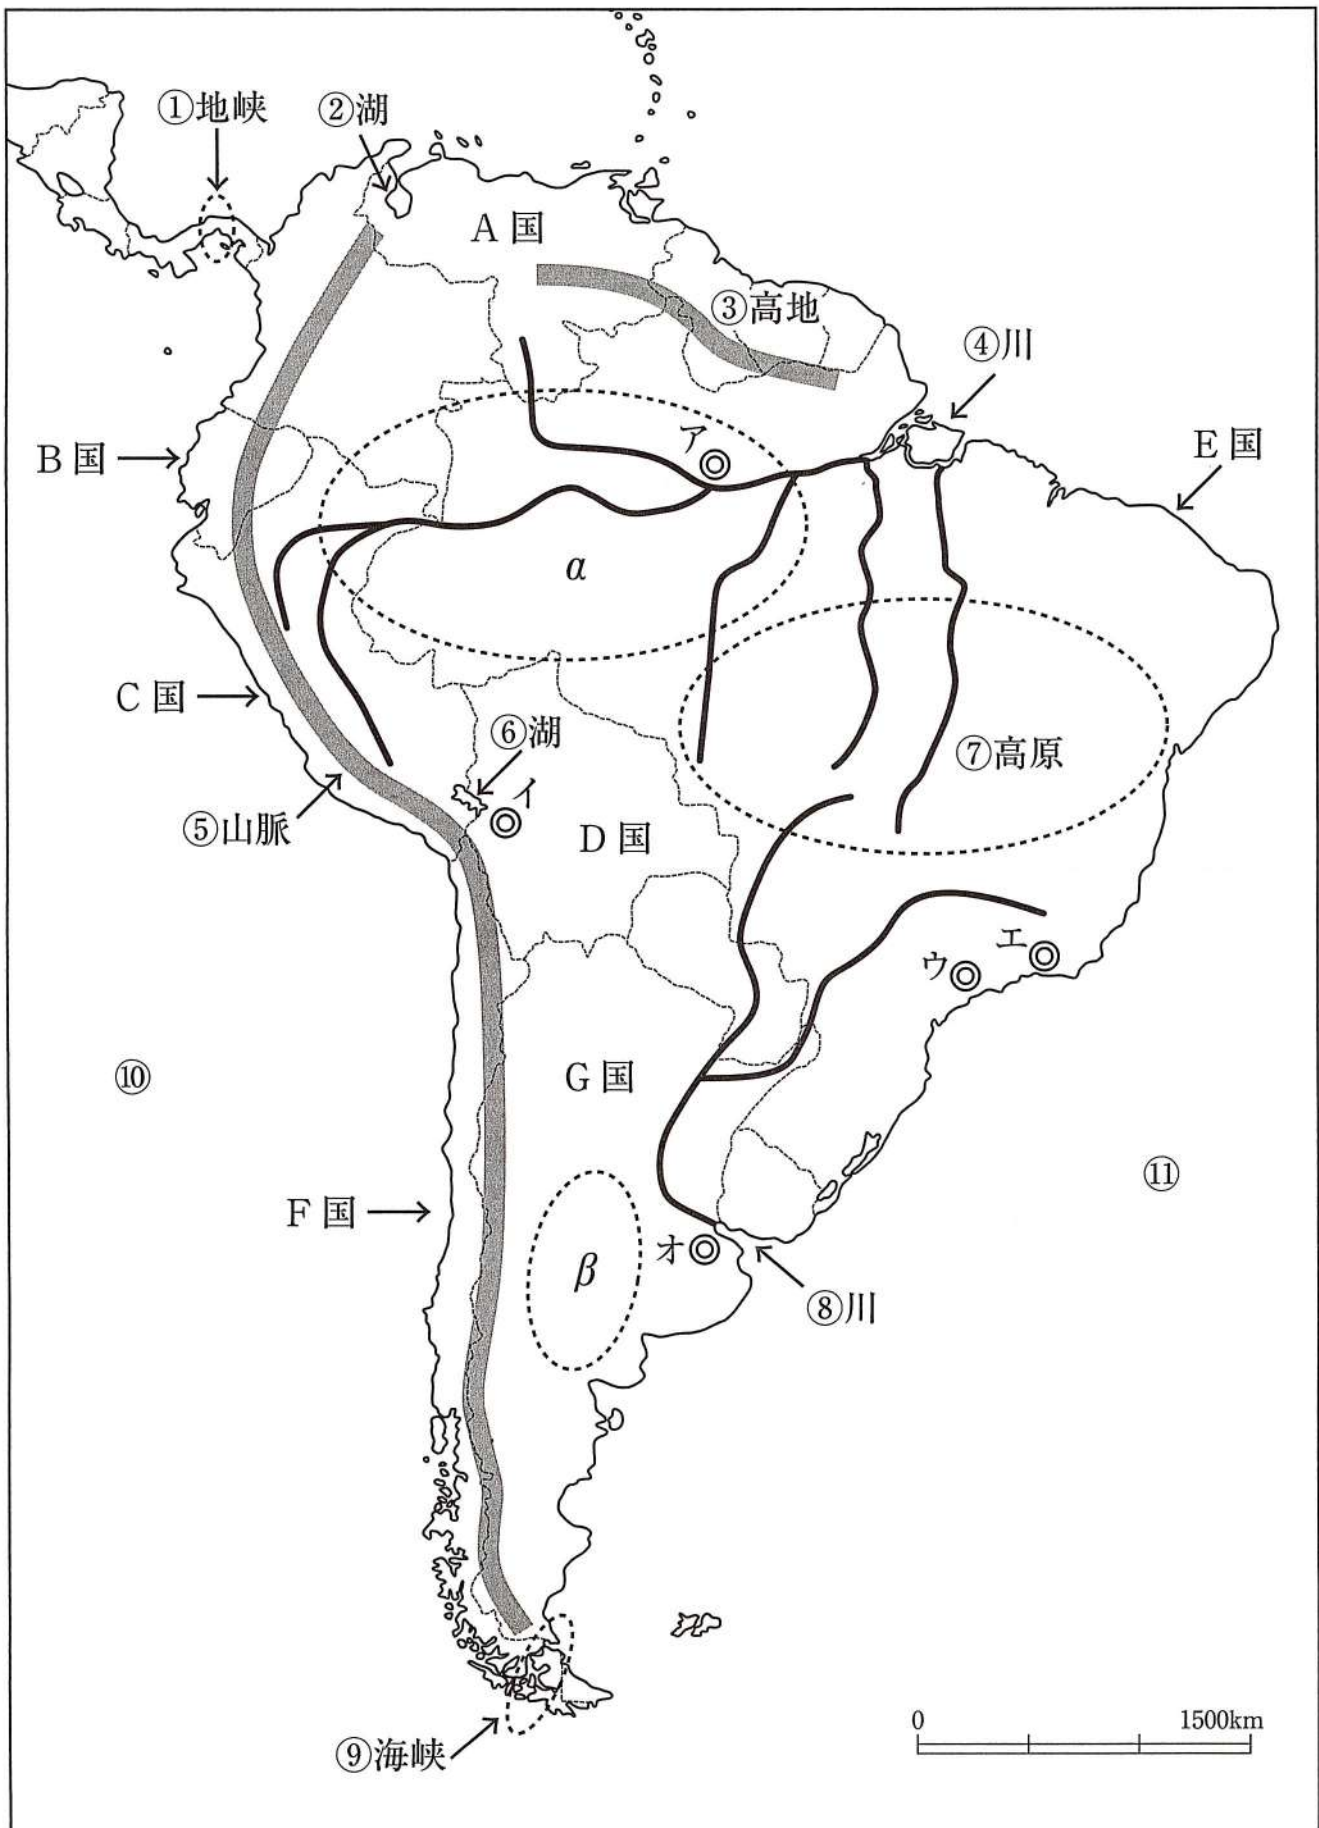 ①地峡
②湖
A国
③高地
④川
ア
B国
E国
α
C国
⑥湖
イ
⑦高原
⑤山脈
D国
エ
ウ
⑩
G国
⑪
F国
オ
β
⑧川
0 1500km
⑨海峡